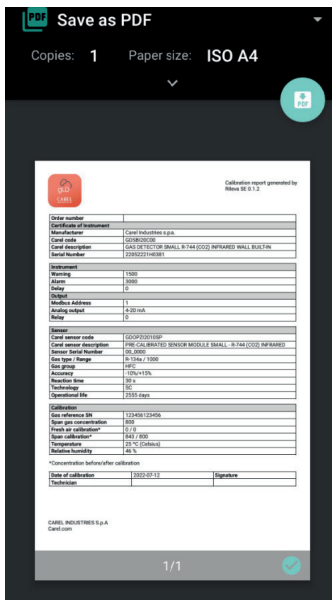 PDF
Save as PDF
Copies: 1 Paper size: ISO A4
PDF
CAREL
Calibration report generated by
Rileva SE 0.1.2
Order number
Certificate of Instrument
Manufacturer Carel Industries s.p.a.
Carel code GDSBI20C00
Carel description GAS DETECTOR SMALL R-744 (CO2) INFRARED WALL BUILT-IN
Serial Number 22052221H0381
Instrument
Warning 1500
Alarm 3000
Delay 0
Output
Modbus Address 1
Analog output 4-20 mA
Relay 0
Sensor
Carel sensor code GDOPZI2010SP
Carel sensor description PRE-CALIBRATED SENSOR MODULE SMALL - R-744 (CO2) INFRARED
Sensor Serial Number 00_0000
Gas type / Range R-134a / 1000
Gas group HFC
Accuracy -10%/+15%
Reaction time 30 s
Technology SC
Operational life 2555 days
Calibration
Gas reference SN 123456123456
Span gas concentration 800
Fresh air calibration* 0 / 0
Span calibration* 843 / 800
Temperature 25 °C (Celsius)
Relative humidity 46 %
*Concentration before/after calibration
Date of calibration 2022-07-12 Signature
Technician
CAREL INDUSTRIES S.p.A
Carel.com
1/1